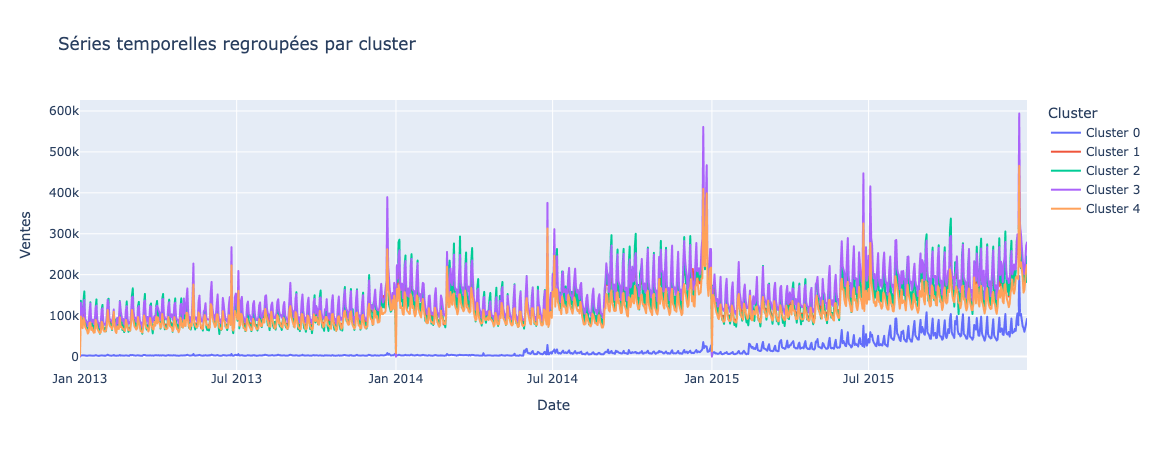 Séries temporelles regroupées par cluster
600k
500k
400k
300k
200k
100k
0
Ventes
Jan 2013
Jul 2013
Jan 2014
Jul 2014
Jan 2015
Jul 2015
Date
Cluster
Cluster 0
Cluster 1
Cluster 2
Cluster 3
Cluster 4